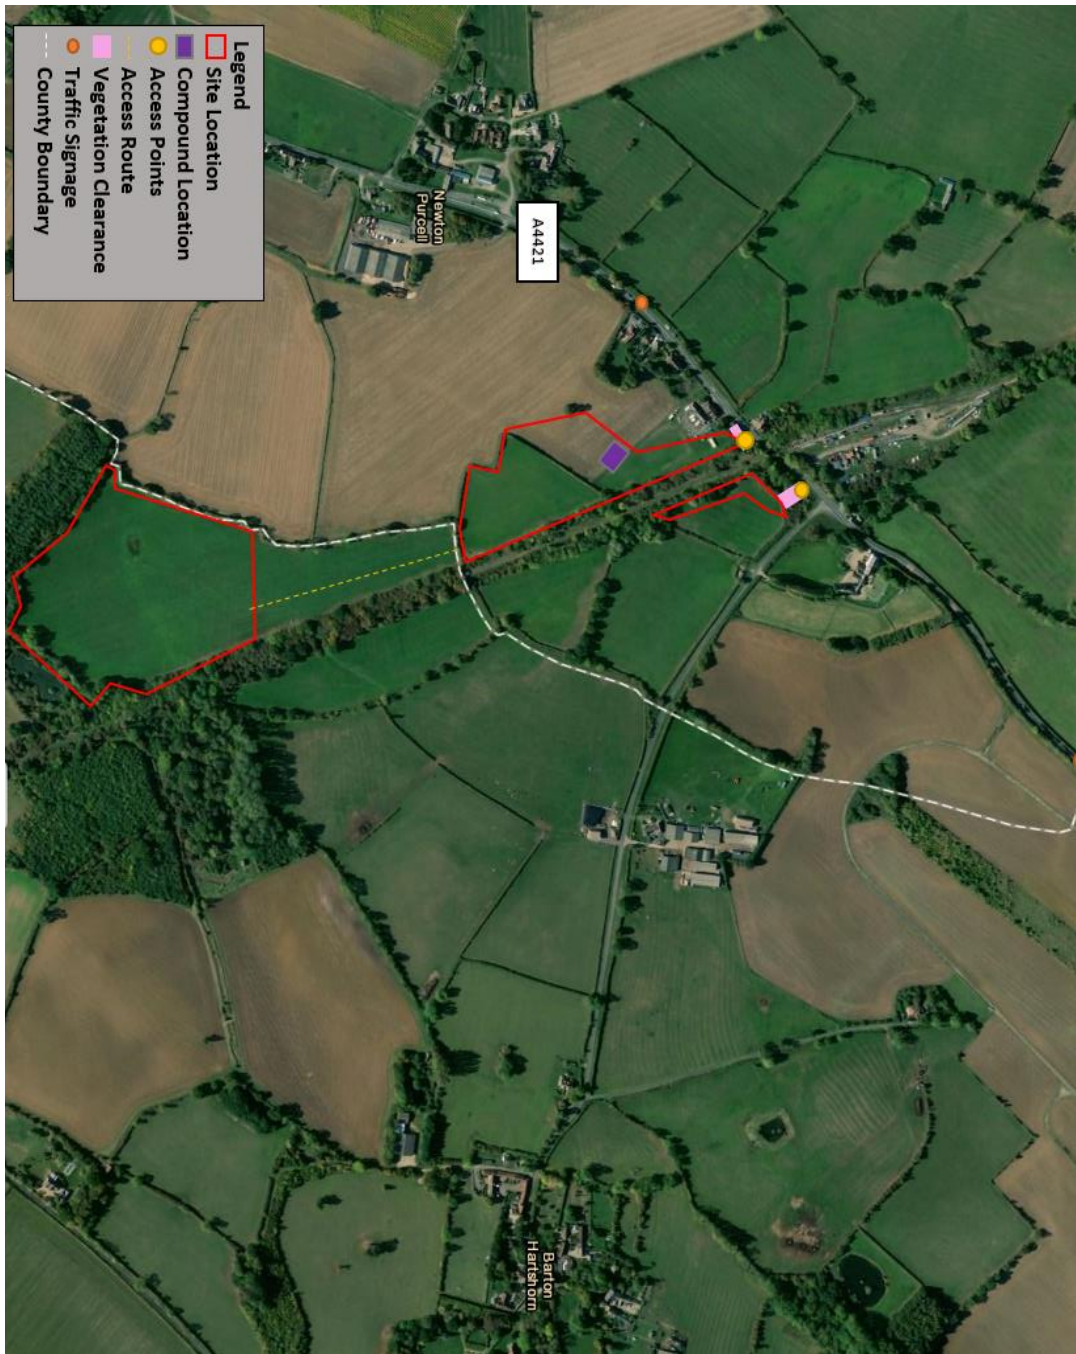 Legend
Site Location
Compound Location
Access Points
Access Route
Vegetation Clearance
Traffic Signage
County Boundary
A4421
Newton
Purcell
Barton
Hartshorn